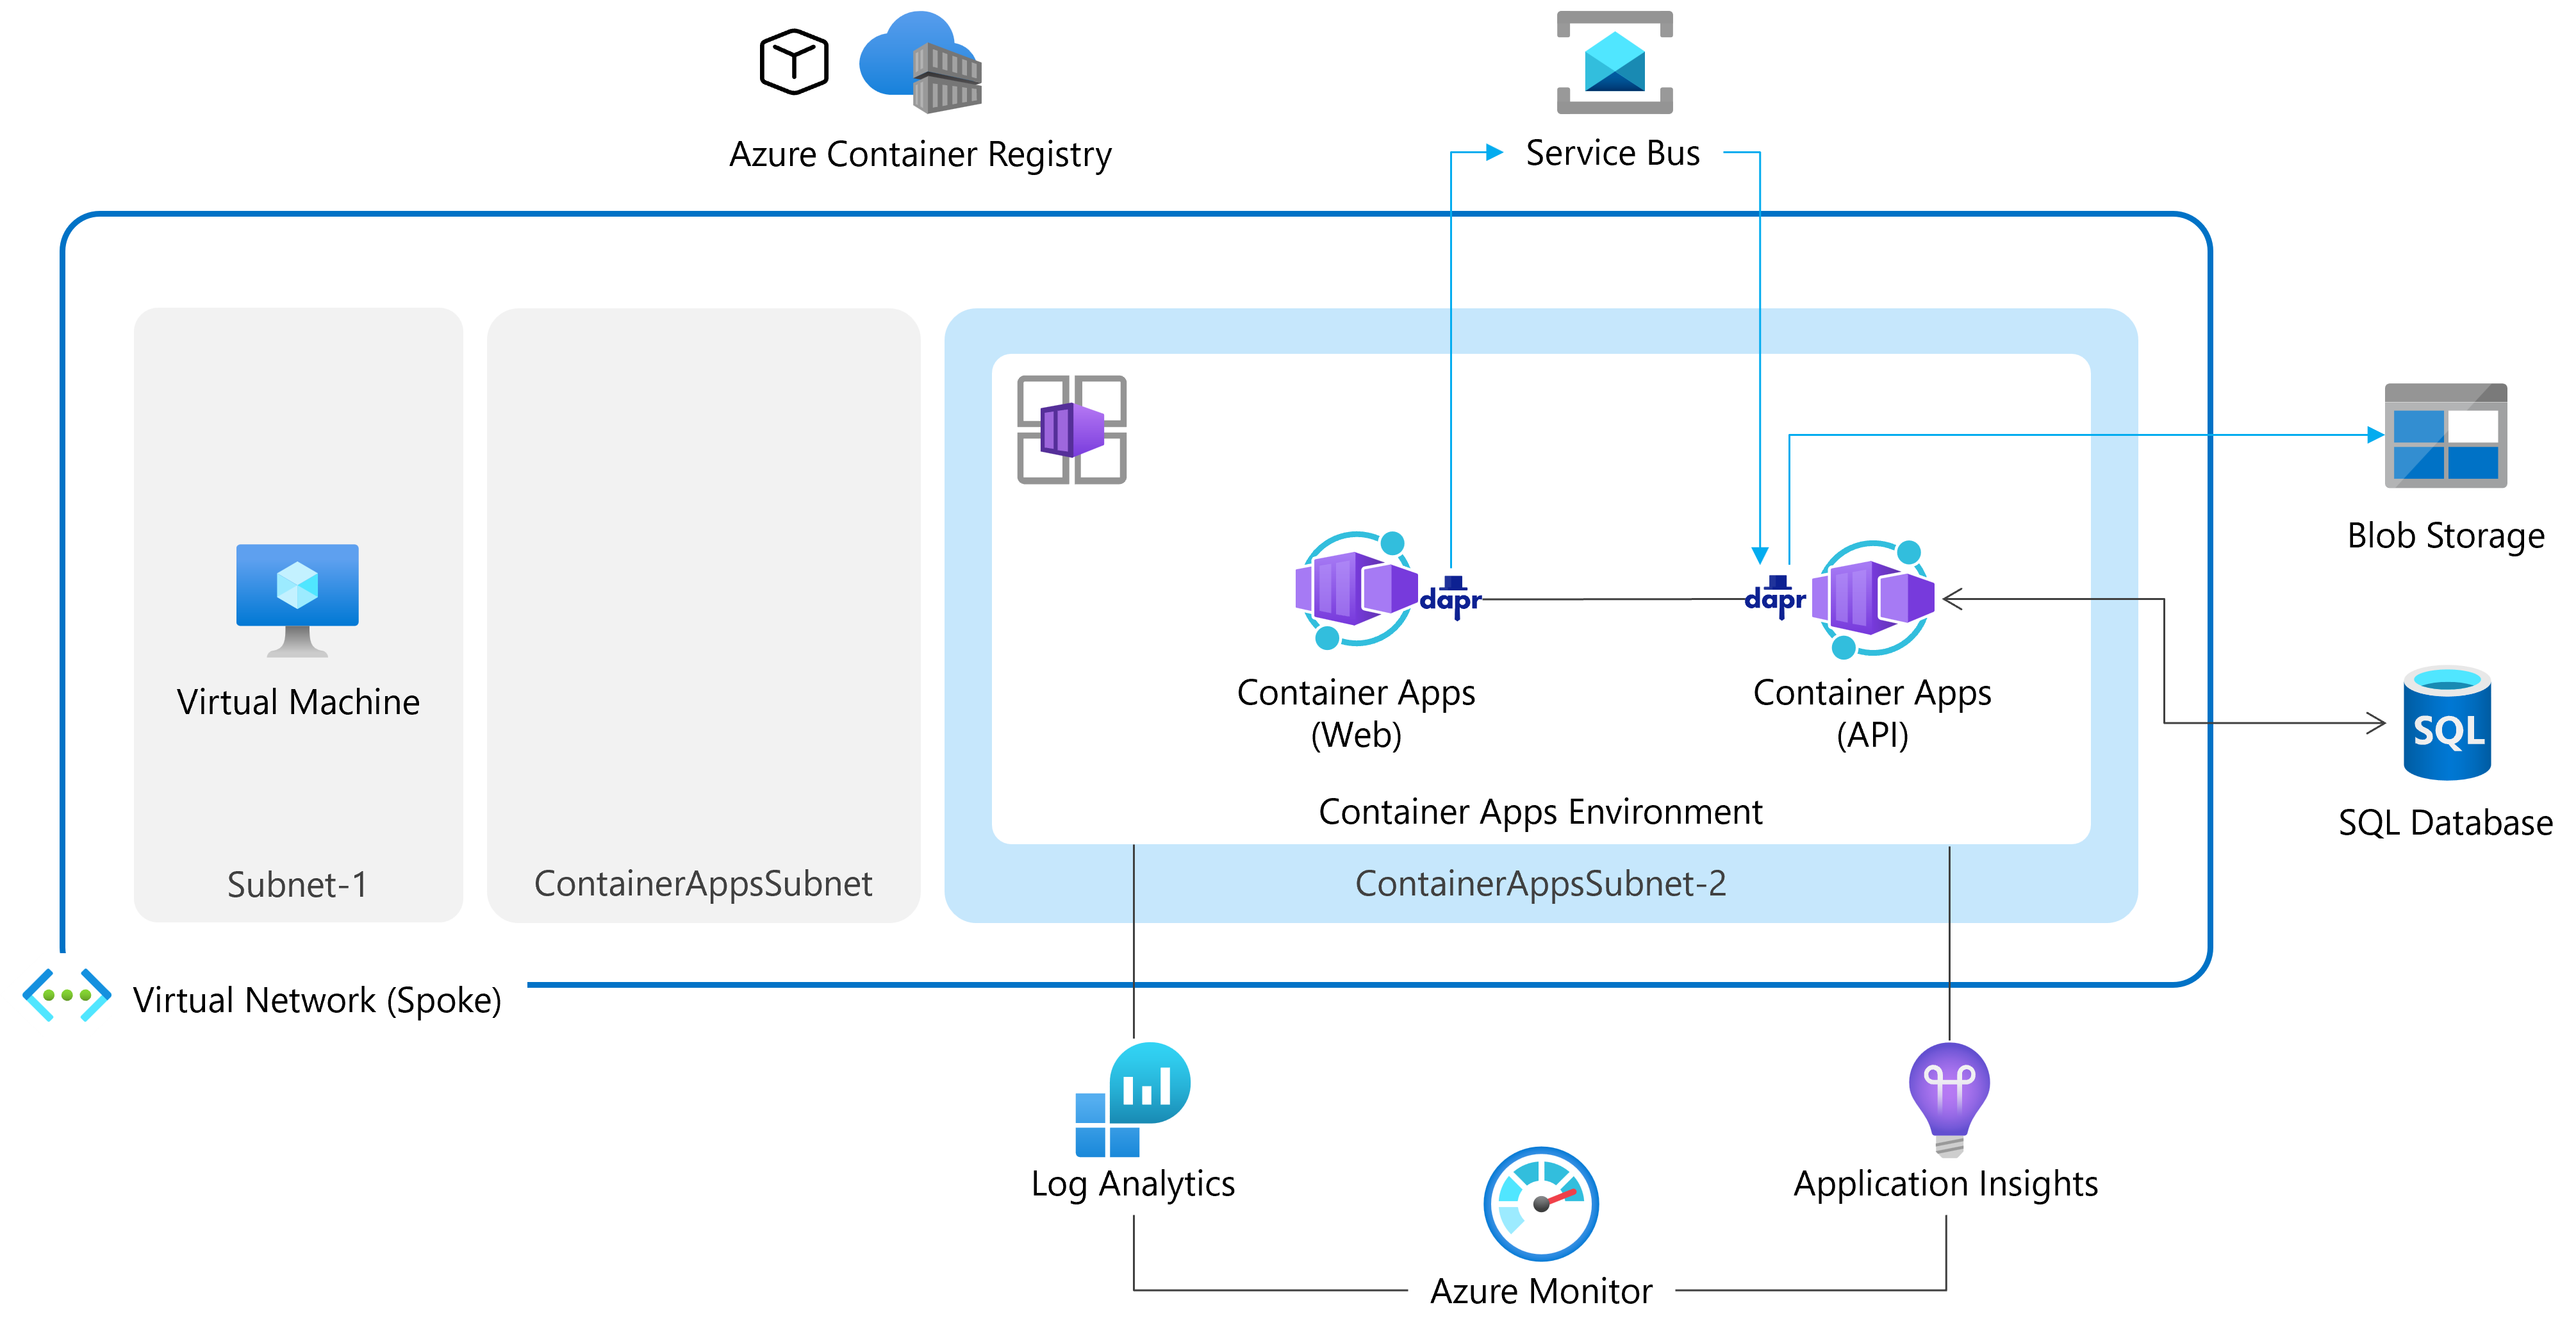 Azure Container Registry
Service Bus
Blob Storage
dapr
dapr
Virtual Machine
Container Apps
(Web)
Container Apps
(API)
SQL
Container Apps Environment
SQL Database
Subnet-1
ContainerAppsSubnet
ContainerAppsSubnet-2
Virtual Network (Spoke)
Log Analytics
Application Insights
Azure Monitor